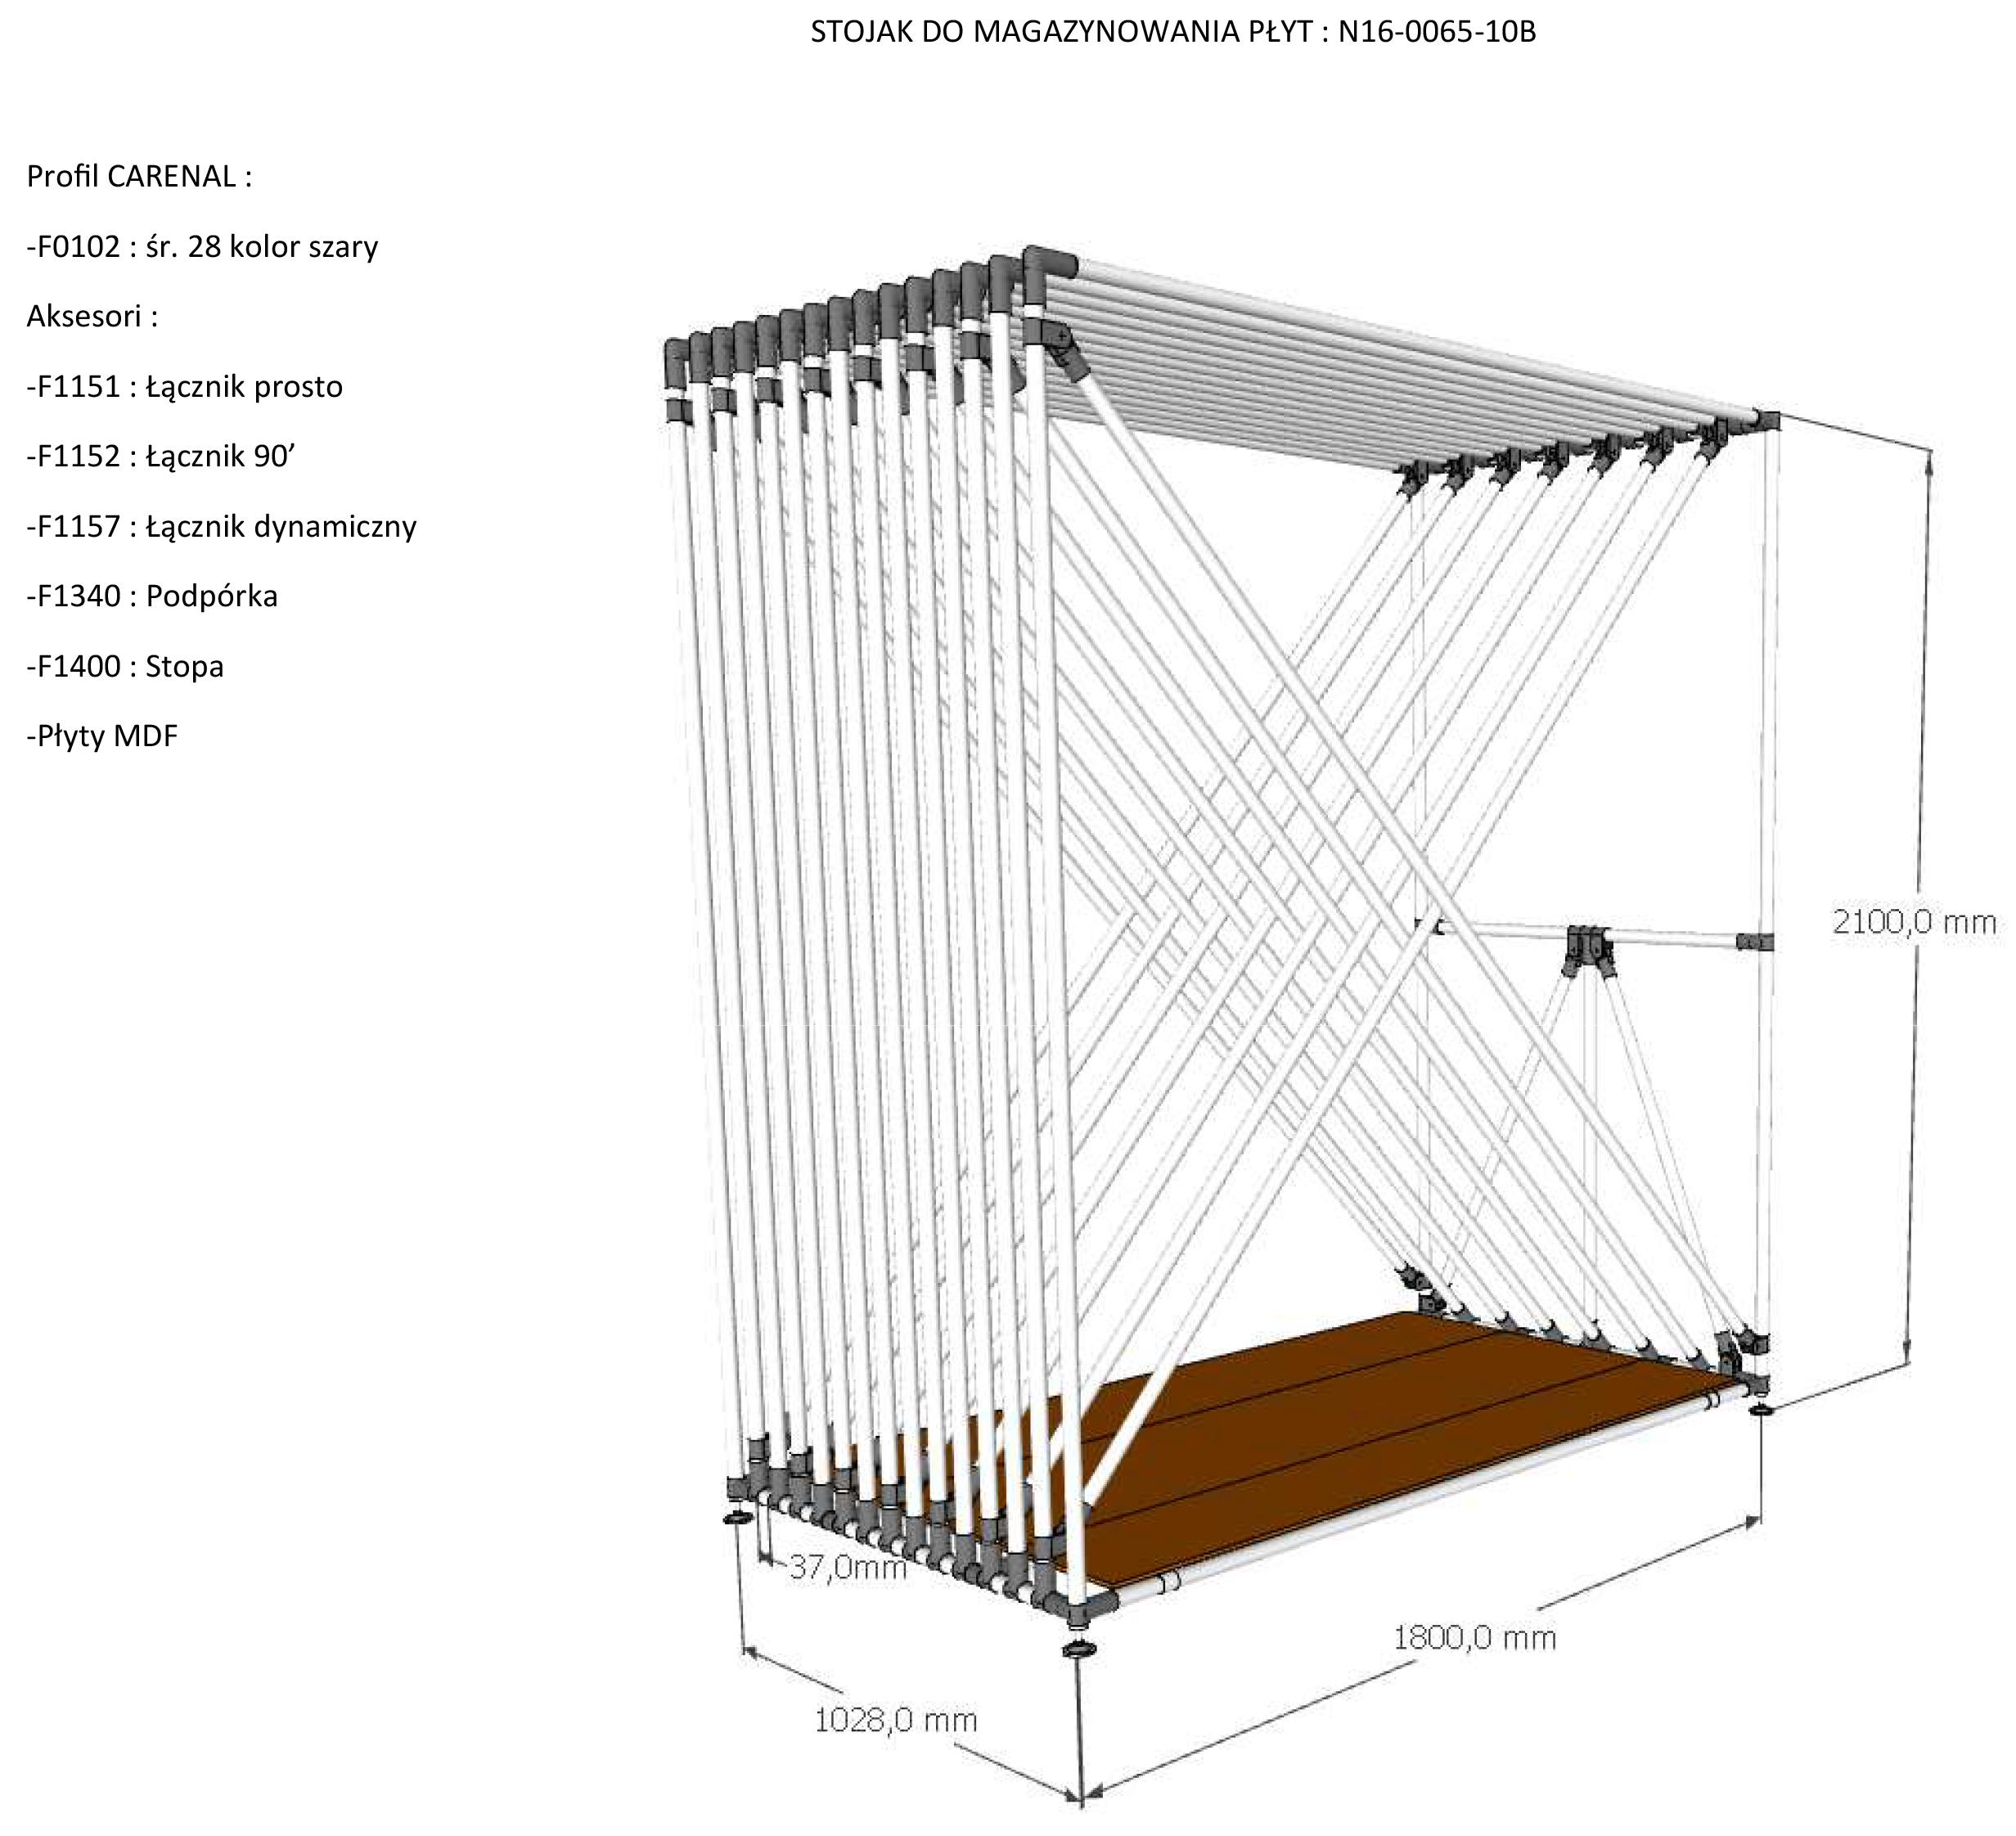 STOJAK DO MAGAZYNOWANIA PŁYT : N16-0065-10B
Profil CARENAL :
-F0102 : śr. 28 kolor szary
Aksesori :
-F1151 : Łącznik prosto
-F1152 : Łącznik 90’
-F1157 : Łącznik dynamiczny
-F1340 : Podpórka
-F1400 : Stopa
-Płyty MDF
2100,0 mm
37,0mm
1800,0 mm
1028,0 mm